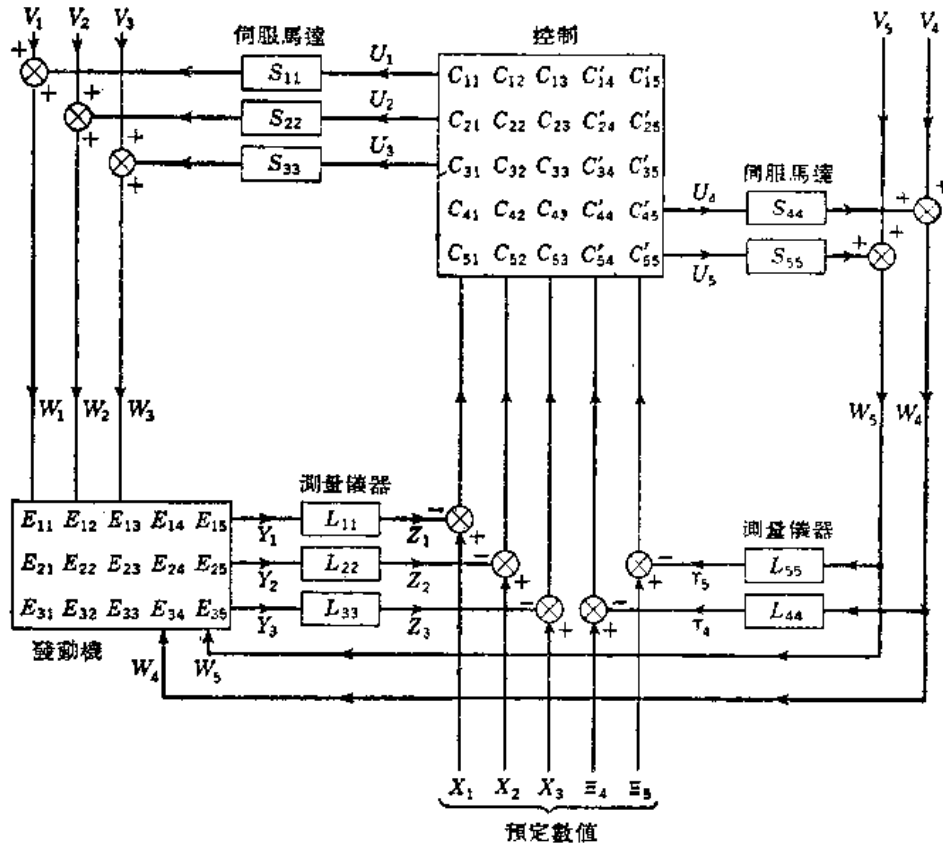 V₁ V₂ V₃ 伺服馬達 控制 V₅ V₄
+ S₁₁ U₁ C₁₁ C₁₂ C₁₃ C′₁₄ C′₁₅
+
S₂₂ U₂ C₂₁ C₂₂ C₂₃ C′₂₄ C′₂₅
+ + +
S₃₃ U₃ C₃₁ C₃₂ C₃₃ C′₃₄ C′₃₅ 伺服馬達
+
C₄₁ C₄₂ C₄₃ C′₄₄ C′₄₅ U₄ S₄₄ + +
C₅₁ C₅₂ C₅₃ C′₅₄ C′₅₅ U₅ S₅₅ + +
W₁ W₂ W₃ W₅ W₄
測量儀器
E₁₁ E₁₂ E₁₃ E₁₄ E₁₅ Y₁ L₁₁ Z₁ − +
測量儀器
E₂₁ E₂₂ E₂₃ E₂₄ E₂₅ Y₂ L₂₂ Z₂ − + − + τ₅ L₅₅
E₃₁ E₃₂ E₃₃ E₃₄ E₃₅ Y₃ L₃₃ Z₃ − + − + τ₄ L₄₄
發動機
W₄ W₅
X₁ X₂ X₃ Ξ₄ Ξ₅
預定數值